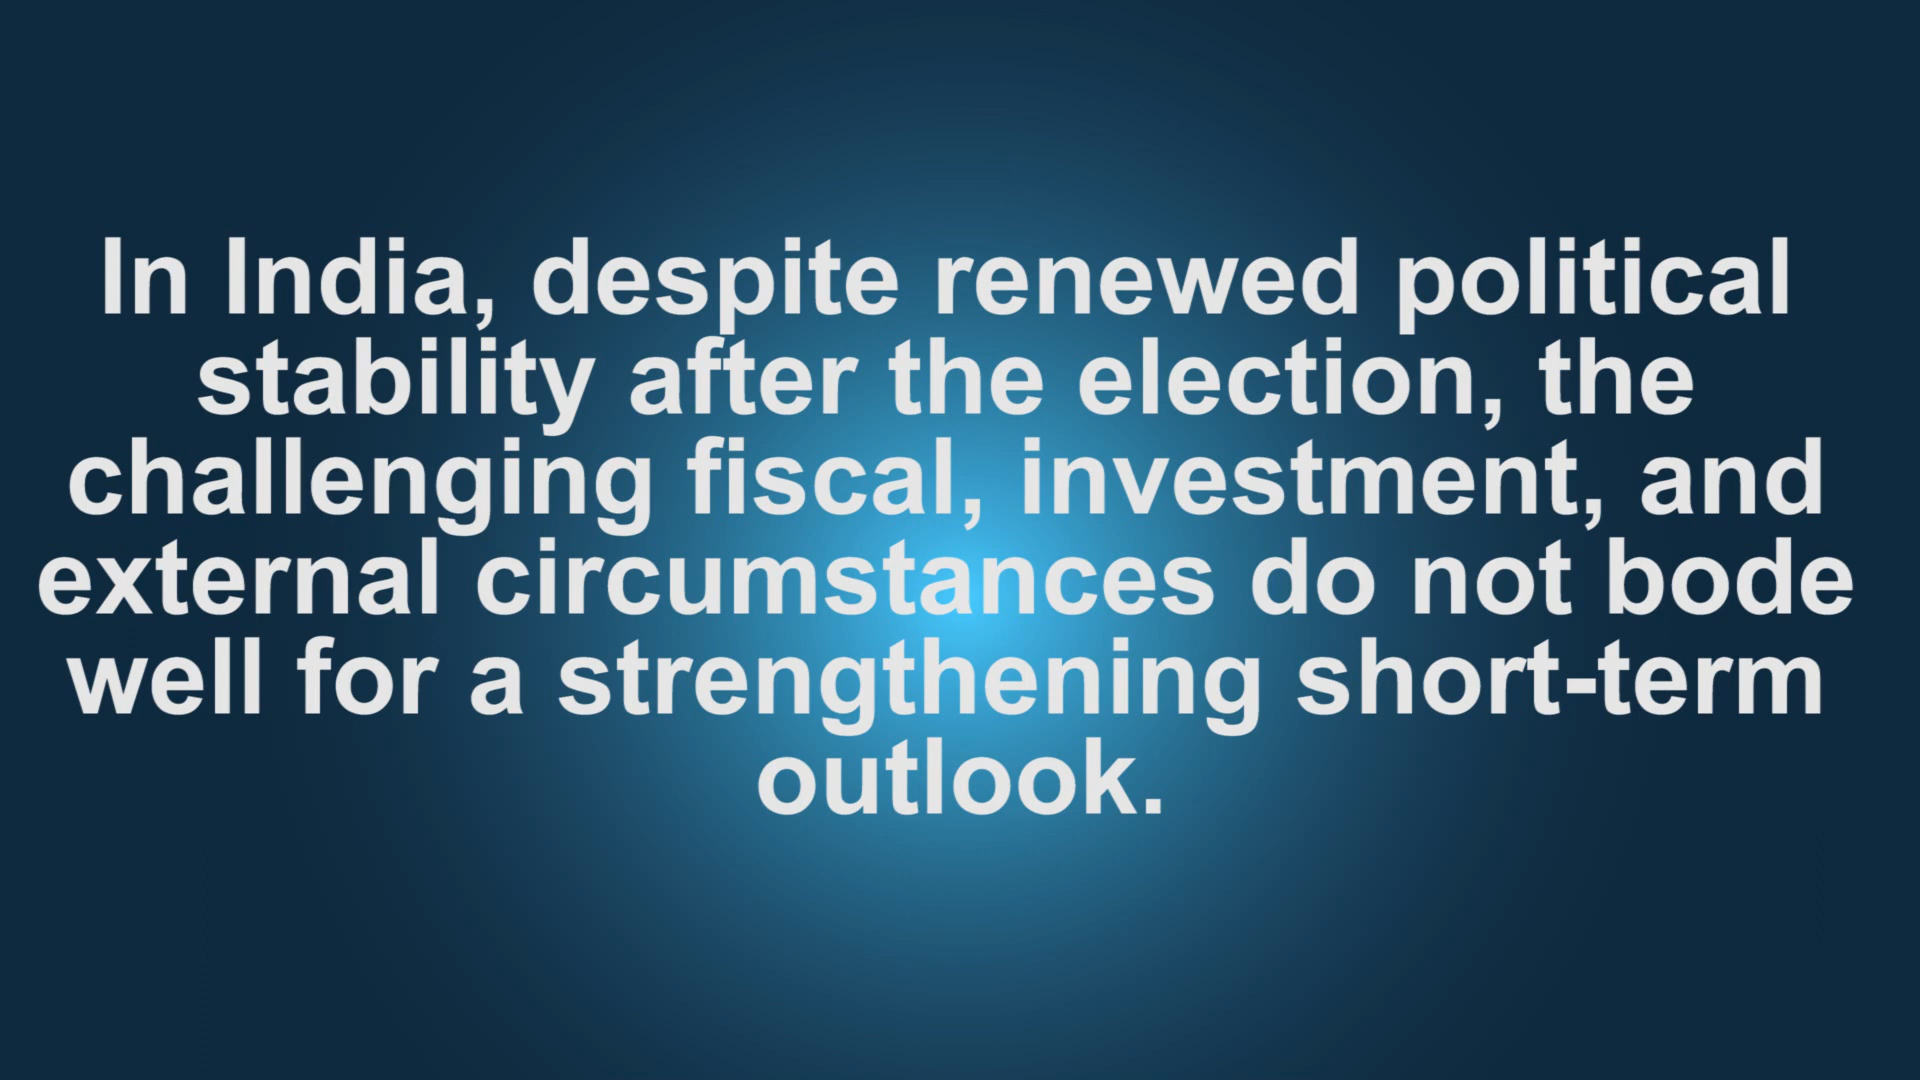 In India, despite renewed political
stability after the election, the
challenging fiscal, investment, and
external circumstances do not bode
well for a strengthening short-term
outlook.